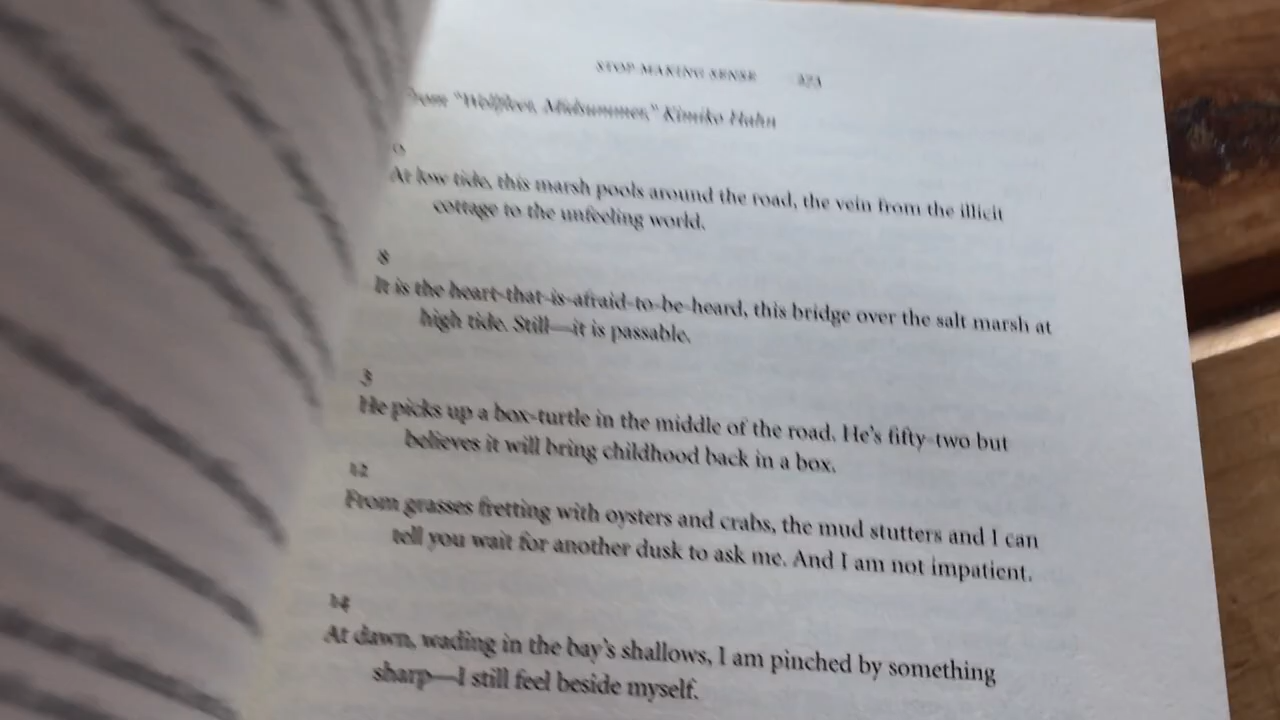 STOP MAKING SENSE
From "Wellfleet, Midsummer," Kimiko Hahn
At low tide, this marsh pools around the road, the vein from the illicit
cottage to the unfeeling world.
8
It is the heart-that-is-afraid-to-be-heard, this bridge over the salt marsh at
high tide. Still—it is passable.
3
He picks up a box-turtle in the middle of the road. He's fifty-two but
believes it will bring childhood back in a box.
12
From grasses fretting with oysters and crabs, the mud stutters and I can
tell you wait for another dusk to ask me. And I am not impatient.
14
At dawn, wading in the bay's shallows, I am pinched by something
sharp—I still feel beside myself.